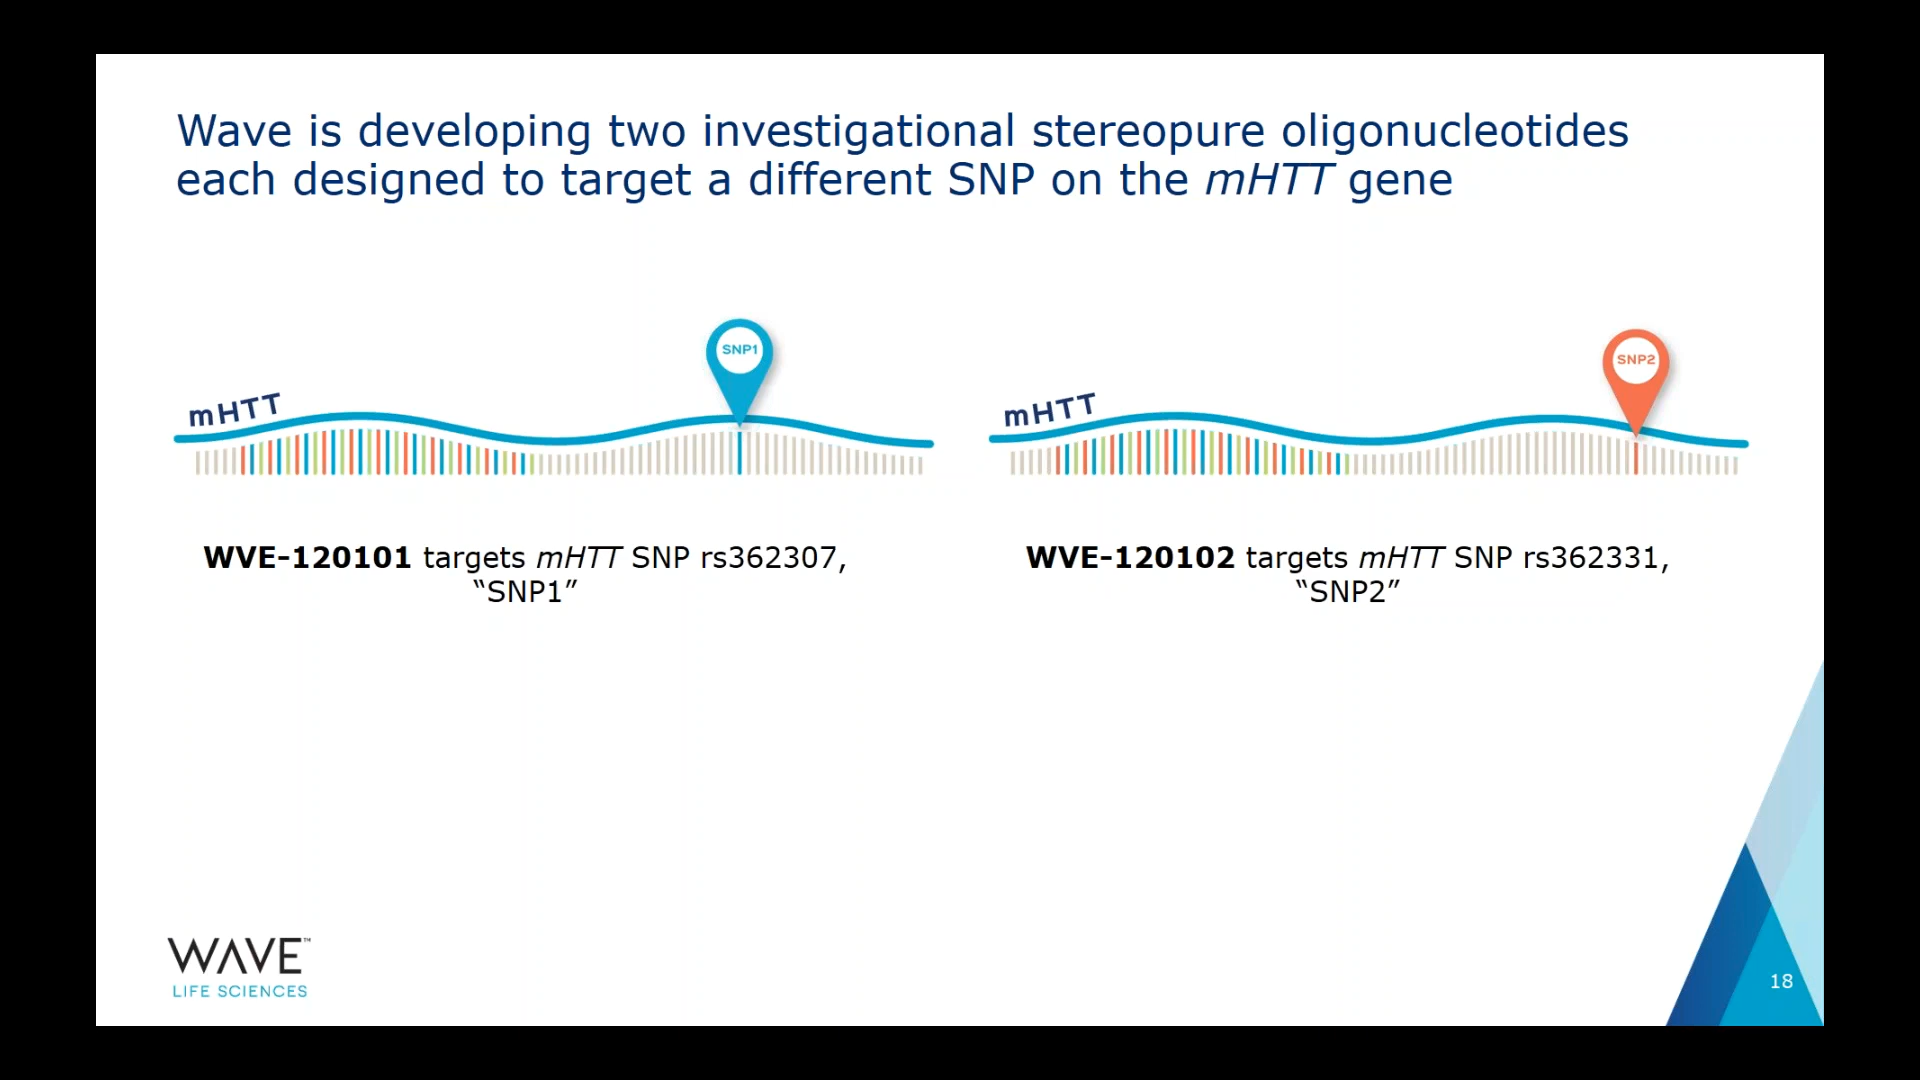 Wave is developing two investigational stereopure oligonucleotides
each designed to target a different SNP on the mHTT gene
SNP1
SNP2
mHTT
mHTT
WVE-120101 targets mHTT SNP rs362307,
“SNP1”
WVE-120102 targets mHTT SNP rs362331,
“SNP2”
WAVE™
LIFE SCIENCES
18